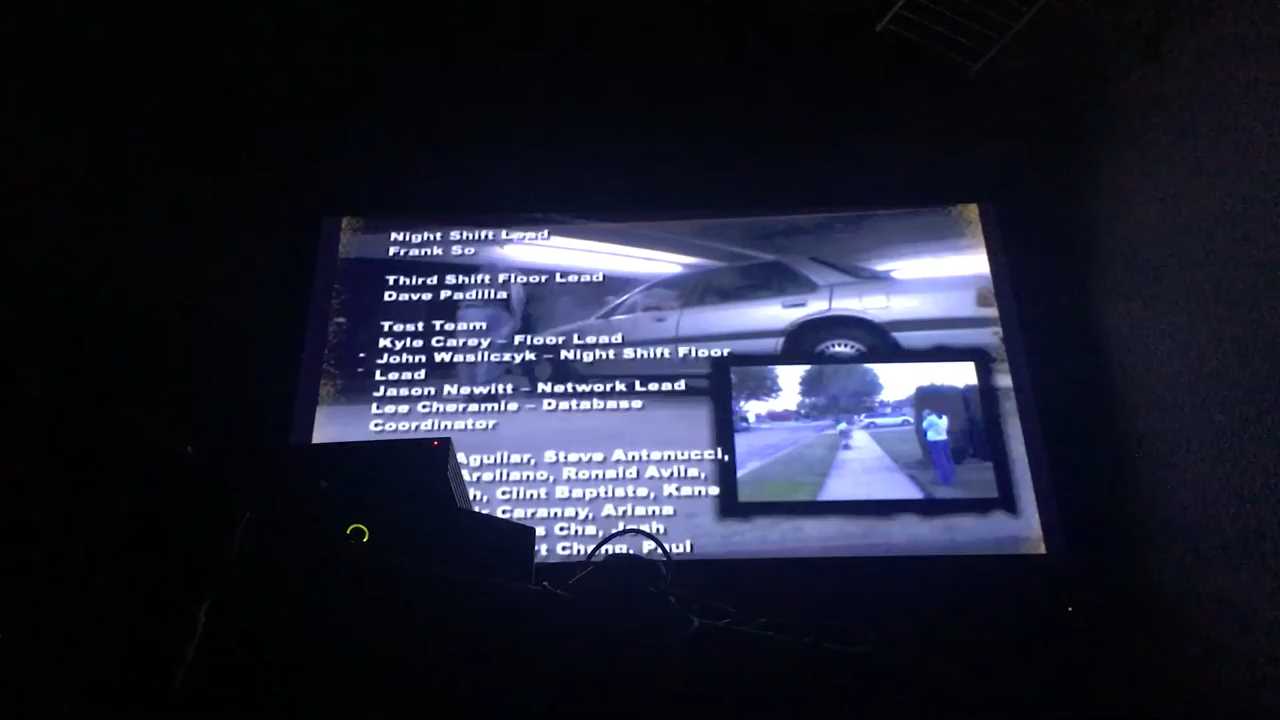 Night Shift Lead
Frank So
Third Shift Floor Lead
Dave Padilla
Test Team
Kyle Carey – Floor Lead
John Wasilczyk – Night Shift Floor
Lead
Jason Newitt – Network Lead
Lee Cheramie – Database
Coordinator
Aguilar, Steve Antenucci,
Arellano, Ronald Avila,
Clint Baptiste, Kane
Caranay, Ariana
Cha, Josh
Chong, Paul